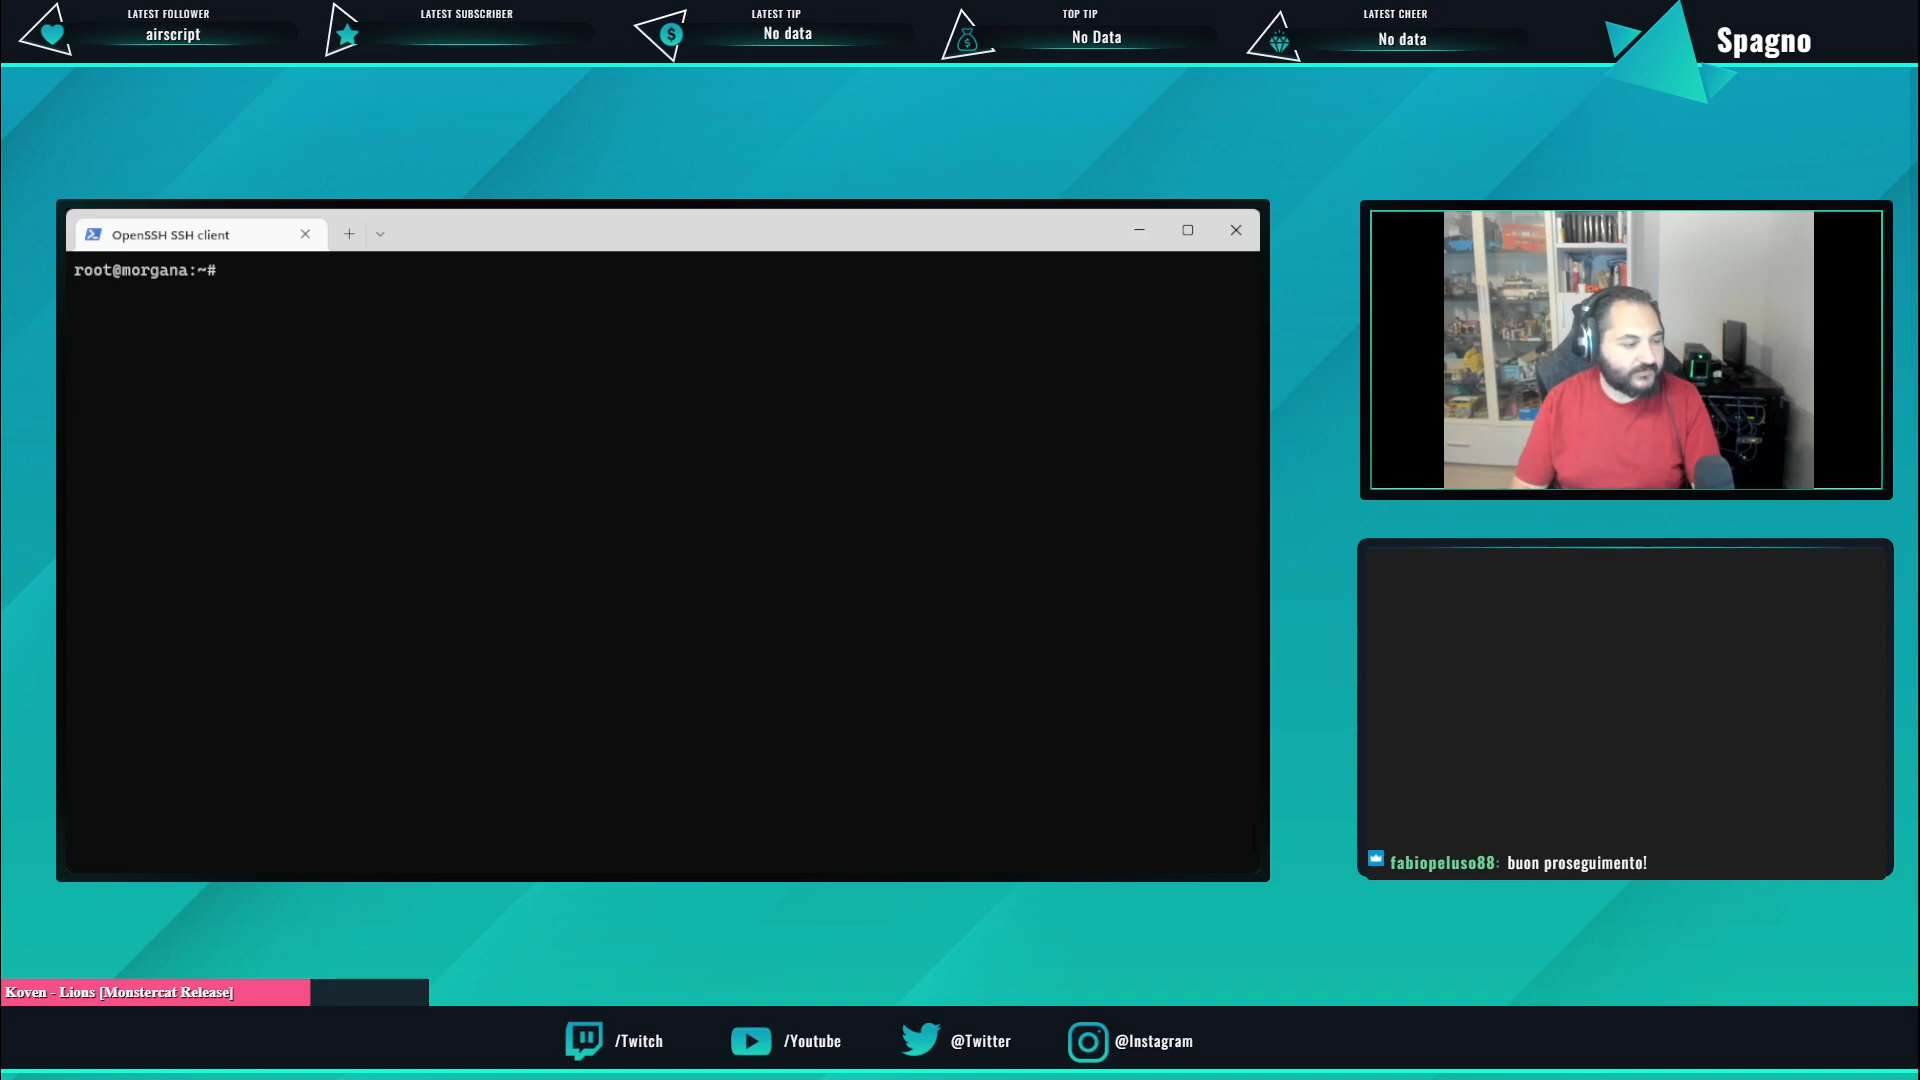 LATEST FOLLOWER
airscript
LATEST SUBSCRIBER
LATEST TIP
No data
TOP TIP
No Data
LATEST CHEER
No data
Spagno
OpenSSH SSH client
root@morgana:~#
fabiopeluso88: buon proseguimento!
Koven - Lions [Monstercat Release]
/Twitch
/Youtube
@Twitter
@Instagram